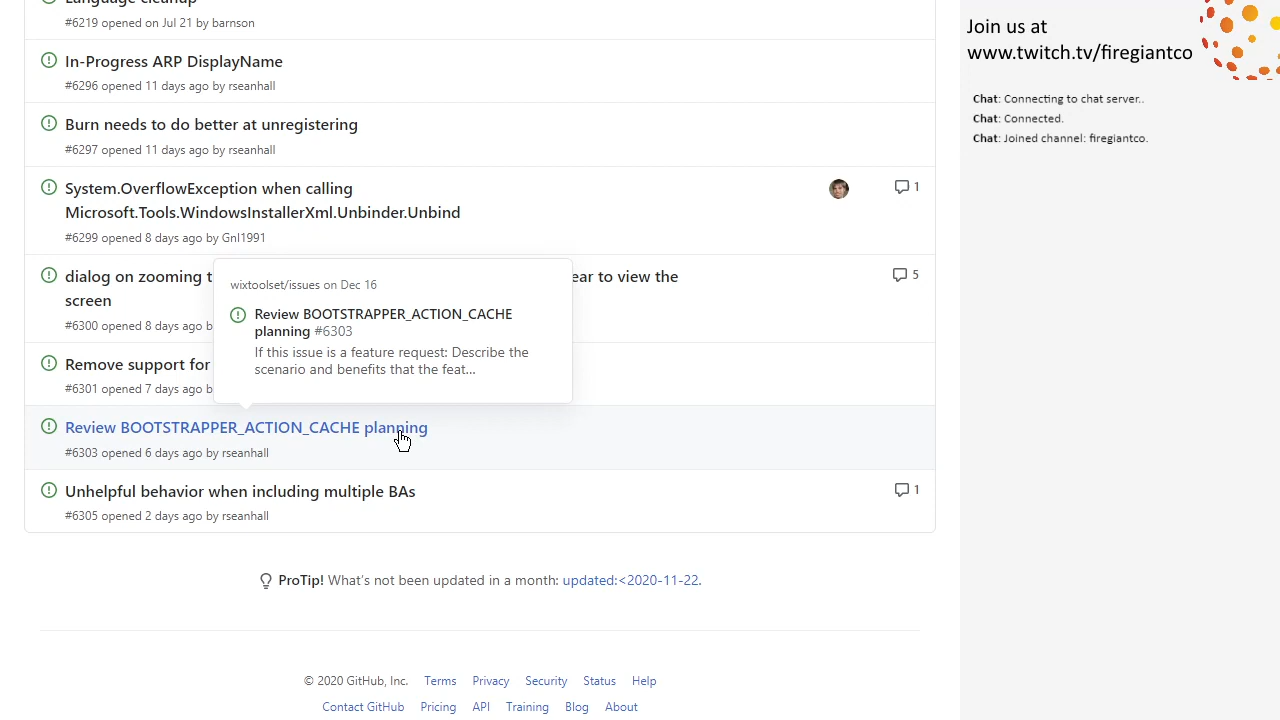 Language cleanup
#6219 opened on Jul 21 by barnson
In-Progress ARP DisplayName
#6296 opened 11 days ago by rseanhall
Burn needs to do better at unregistering
#6297 opened 11 days ago by rseanhall
System.OverflowException when calling
Microsoft.Tools.WindowsInstallerXml.Unbinder.Unbind
1
#6299 opened 8 days ago by Gnl1991
dialog on zooming t
ear to view the
5
screen
#6300 opened 8 days ago b
wixtoolset/issues on Dec 16
Review BOOTSTRAPPER_ACTION_CACHE
planning #6303
If this issue is a feature request: Describe the
scenario and benefits that the feat...
Remove support for
#6301 opened 7 days ago b
Review BOOTSTRAPPER_ACTION_CACHE planning
#6303 opened 6 days ago by rseanhall
Unhelpful behavior when including multiple BAs
1
#6305 opened 2 days ago by rseanhall
ProTip! What's not been updated in a month: updated:<2020-11-22.
© 2020 GitHub, Inc. Terms Privacy Security Status Help
Contact GitHub Pricing API Training Blog About
Join us at
www.twitch.tv/firegiantco
Chat: Connecting to chat server..
Chat: Connected.
Chat: Joined channel: firegiantco.